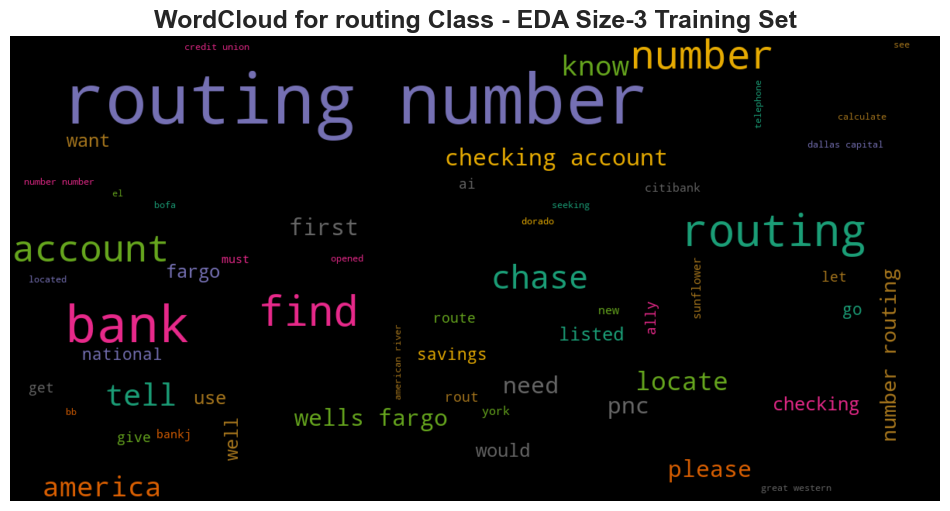 WordCloud for routing Class - EDA Size-3 Training Set
credit union
see
number
know
routing number
telephone
calculate
want
dallas capital
checking account
number number
ai
citibank
el
bofa
seeking
dorado
first
routing
account
must
opened
fargo
located
chase
sunflower
let
number routing
find
bank
new
go
route
ally
listed
national
savings
american river
get
tell
use
need
locate
rout
pnc
checking
bb
wells fargo
york
give
bankj
well
would
please
america
great western